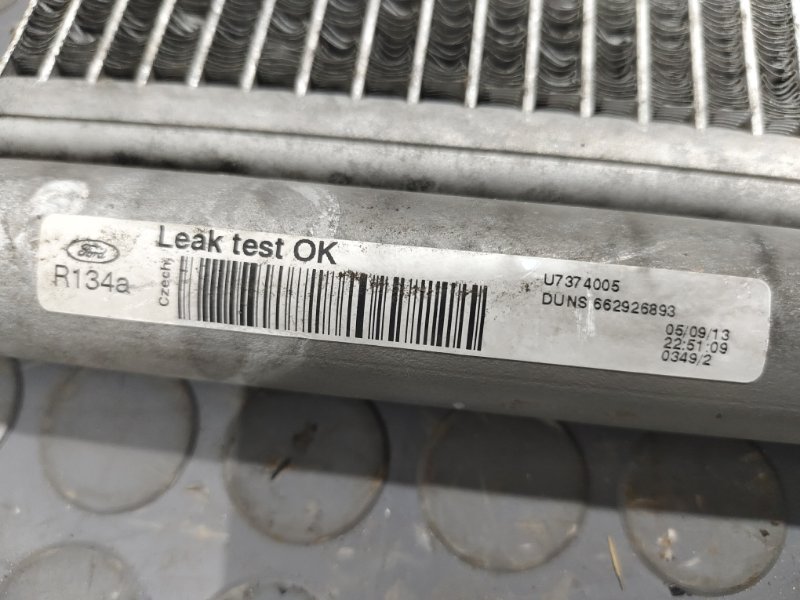 Ford
R134a
Leak test OK
Czech
U7374005
DUNS 662926893
05/09/13
22:51:09
0349/2